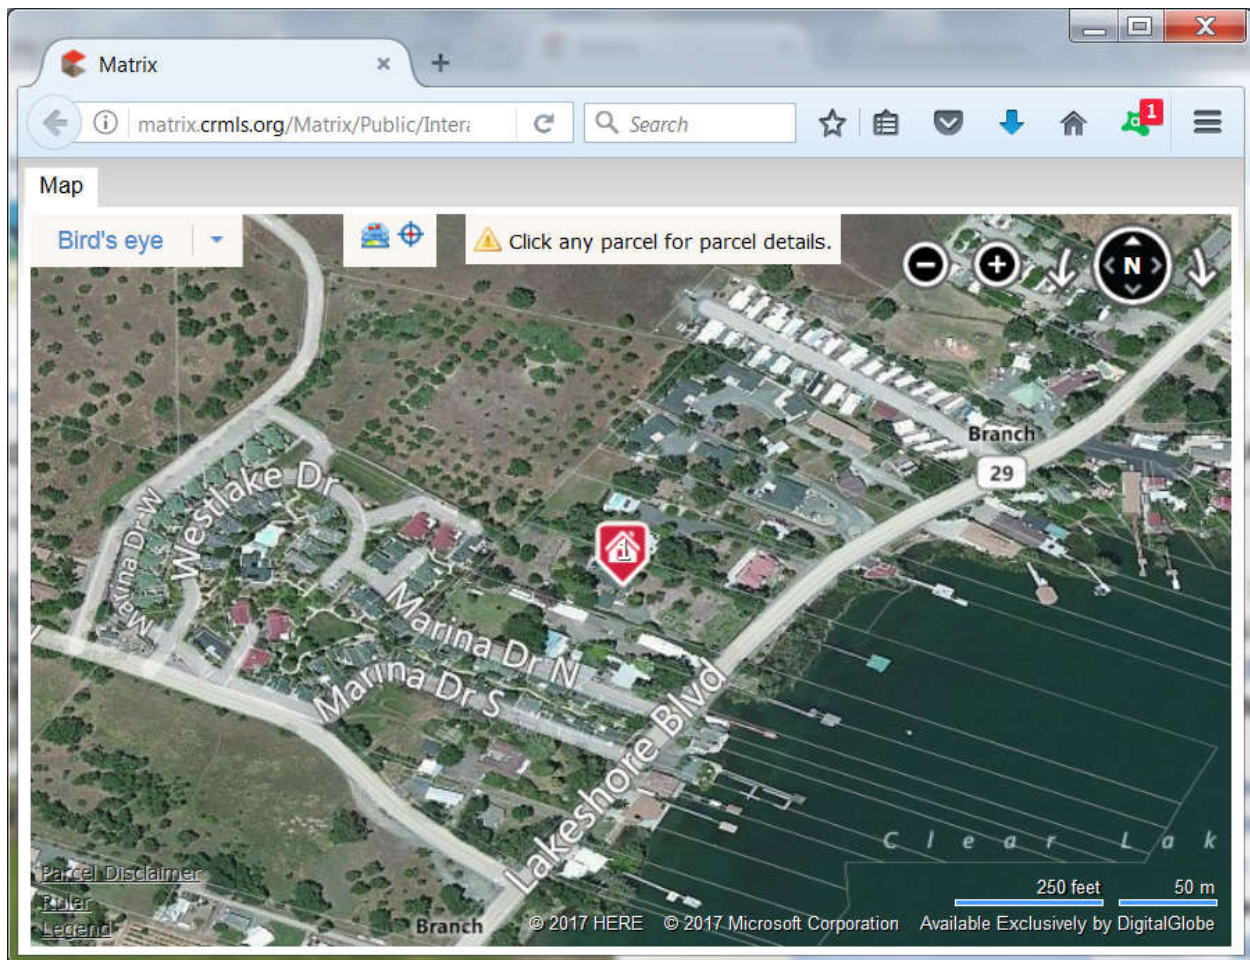 Matrix
matrix.crmls.org/Matrix/Public/Inter
Search
1
Map
Bird's eye
Click any parcel for parcel details.
N
Branch
29
Westlake Dr
Marina Dr W
1
Marina Dr N
Marina Dr S
Lakeshore Blvd
Clear Lak
Parcel Disclaimer
Ruler
Legend
Branch
250 feet 50 m
© 2017 HERE © 2017 Microsoft Corporation Available Exclusively by DigitalGlobe